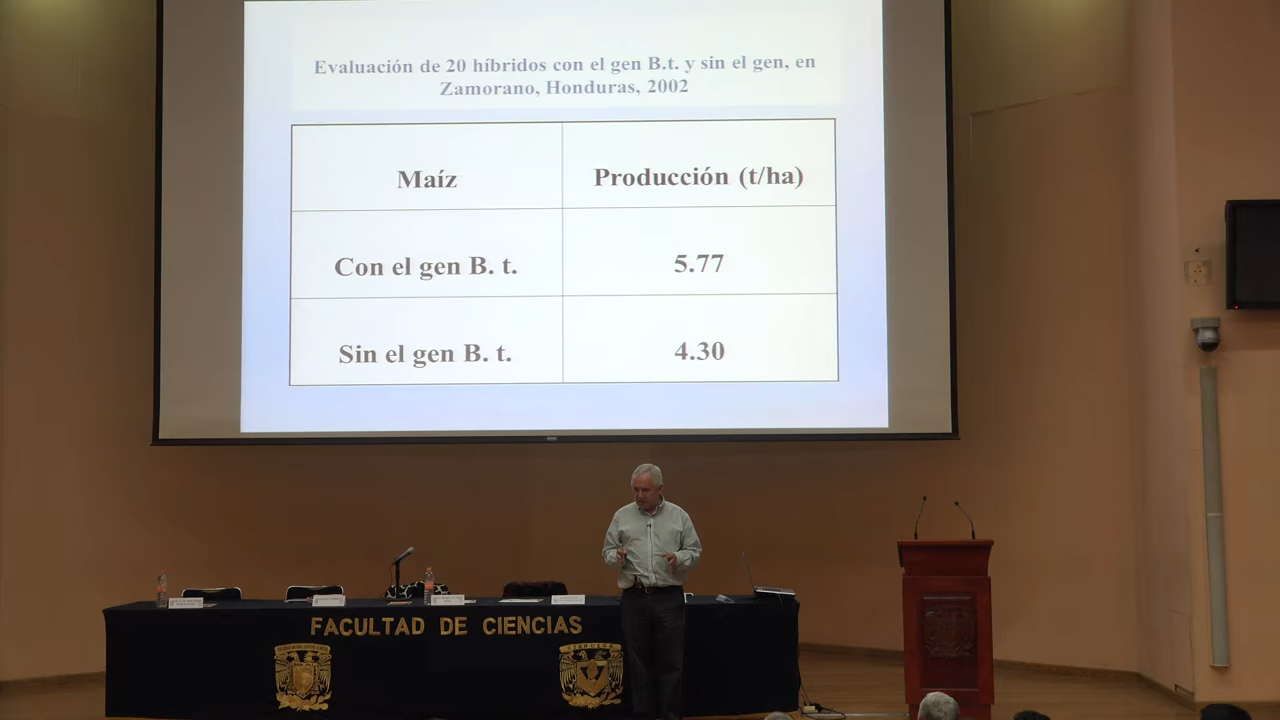 Evaluación de 20 híbridos con el gen B.t. y sin el gen, en
Zamorano, Honduras, 2002
Maíz
Producción (t/ha)
Con el gen B. t.
5.77
Sin el gen B. t.
4.30
FACULTAD DE CIENCIAS